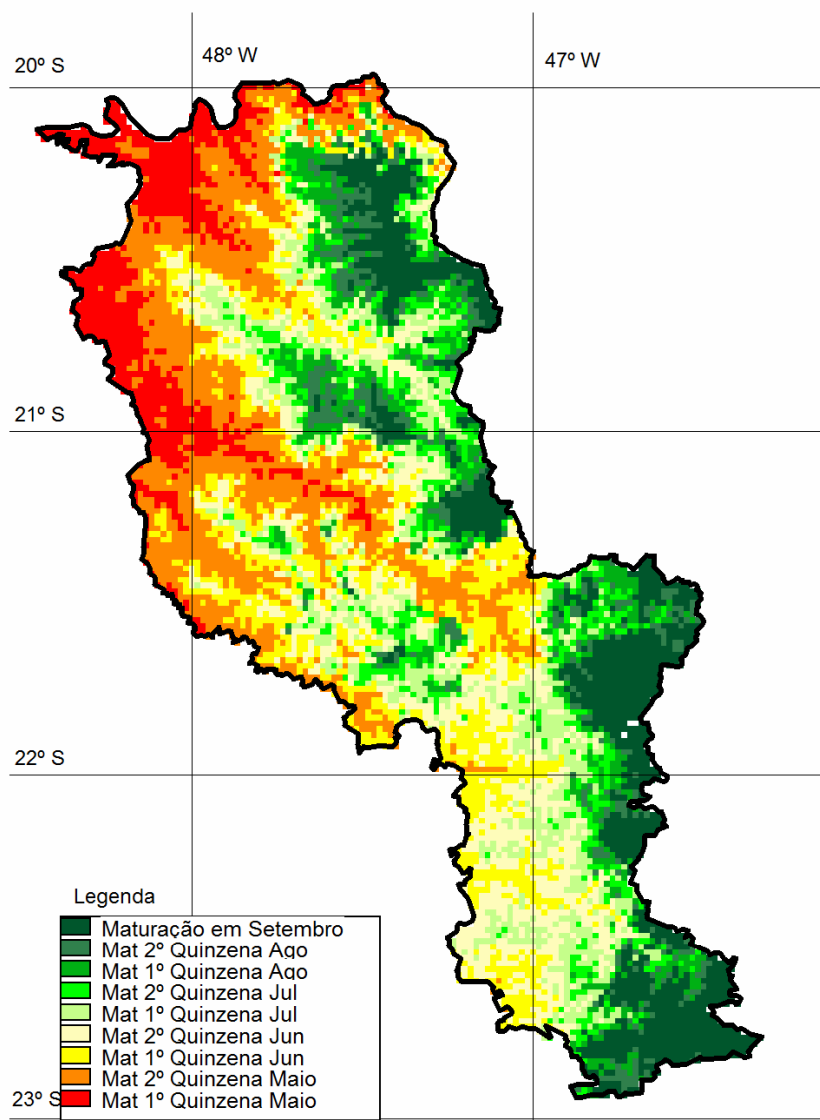 48º W
20º S
47º W
21º S
22º S
Legenda
Maturação em Setembro
Mat 2º Quinzena Ago
Mat 1º Quinzena Ago
Mat 2º Quinzena Jul
Mat 1º Quinzena Jul
Mat 2º Quinzena Jun
Mat 1º Quinzena Jun
Mat 2º Quinzena Maio
Mat 1º Quinzena Maio
23º S